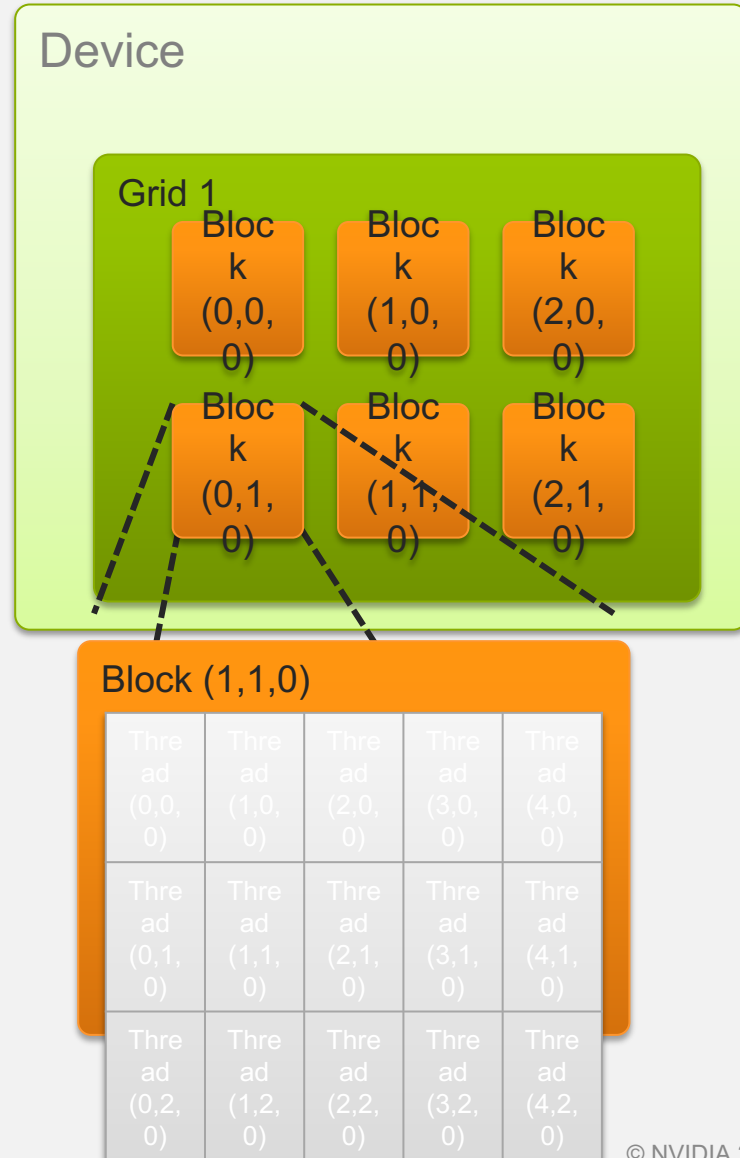 Device
Grid 1
Bloc Bloc Bloc
k k k
(0,0, (1,0, (2,0,
0) 0) 0)
Bloc Bloc Bloc
k k k
(0,1, (1,1, (2,1,
0) 0) 0)
Block (1,1,0)
Thre Thre Thre Thre Thre
ad ad ad ad ad
(0,0, (1,0, (2,0, (3,0, (4,0,
0) 0) 0) 0) 0)
Thre Thre Thre Thre Thre
ad ad ad ad ad
(0,1, (1,1, (2,1, (3,1, (4,1,
0) 0) 0) 0) 0)
Thre Thre Thre Thre Thre
ad ad ad ad ad
(0,2, (1,2, (2,2, (3,2, (4,2,
0) 0) 0) 0) 0)
© NVIDIA